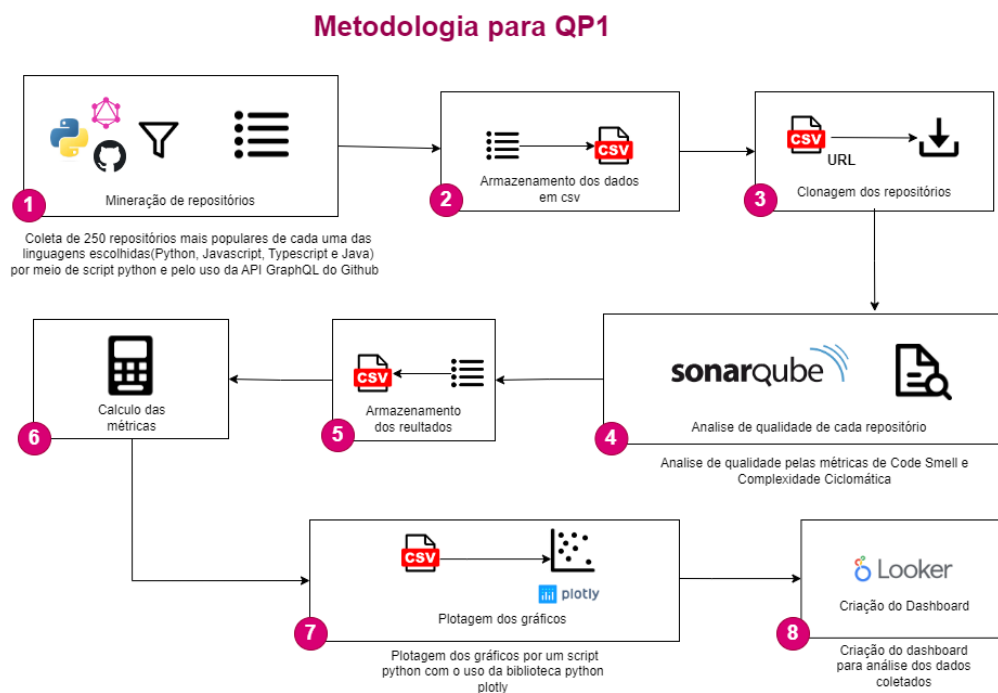 Metodologia para QP1
Mineração de repositórios
1
Coleta de 250 repositórios mais populares de cada uma das
linguagens escolhidas(Python, Javascript, Typescript e Java)
por meio de script python e pelo uso da API GraphQL do Github
CSV
Armazenamento dos dados
em csv
2
CSV
URL
Clonagem dos repositórios
3
sonarqube
Analise de qualidade de cada repositório
4
Analise de qualidade pelas métricas de Code Smell e
Complexidade Ciclomática
CSV
Armazenamento
dos reultados
5
Calculo das
métricas
6
CSV
plotly
Plotagem dos gráficos
7
Plotagem dos gráficos por um script
python com o uso da biblioteca python
plotly
Looker
Criação do Dashboard
8
Criação do dashboard
para análise dos dados
coletados